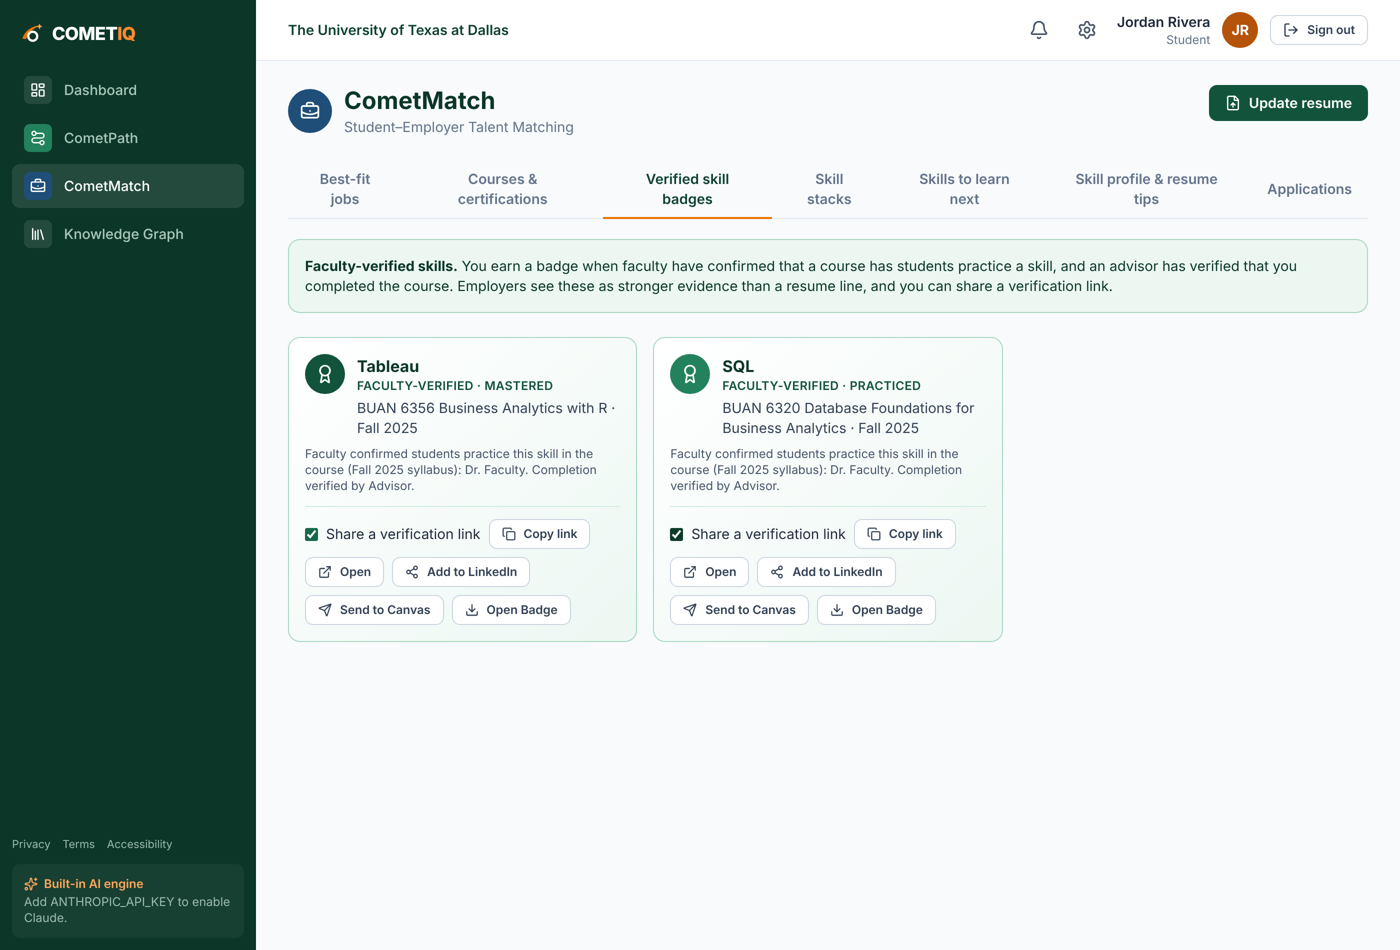 COMETIQ
The University of Texas at Dallas
Jordan Rivera
Student
JR
Sign out
Dashboard
CometPath
CometMatch
Knowledge Graph
CometMatch
Student–Employer Talent Matching
Update resume
Best-fit
jobs
Courses &
certifications
Verified skill
badges
Skill
stacks
Skills to learn
next
Skill profile & resume
tips
Applications
Faculty-verified skills. You earn a badge when faculty have confirmed that a course has students practice a skill, and an advisor has verified that you
completed the course. Employers see these as stronger evidence than a resume line, and you can share a verification link.
Tableau
FACULTY-VERIFIED · MASTERED
BUAN 6356 Business Analytics with R ·
Fall 2025
Faculty confirmed students practice this skill in the
course (Fall 2025 syllabus): Dr. Faculty. Completion
verified by Advisor.
Share a verification link
Copy link
Open
Add to LinkedIn
Send to Canvas
Open Badge
SQL
FACULTY-VERIFIED · PRACTICED
BUAN 6320 Database Foundations for
Business Analytics · Fall 2025
Faculty confirmed students practice this skill in the
course (Fall 2025 syllabus): Dr. Faculty. Completion
verified by Advisor.
Share a verification link
Copy link
Open
Add to LinkedIn
Send to Canvas
Open Badge
Privacy Terms Accessibility
Built-in AI engine
Add ANTHROPIC_API_KEY to enable
Claude.